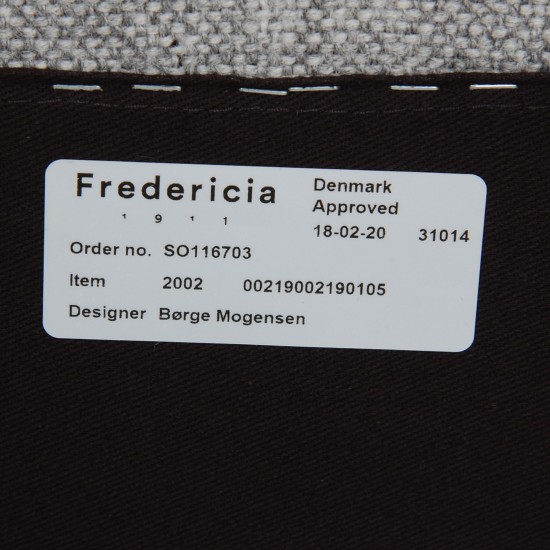 Fredericia
1 9 1 1
Denmark
Approved
18-02-20 31014
Order no. SO116703
Item 2002 00219002190105
Designer Børge Mogensen